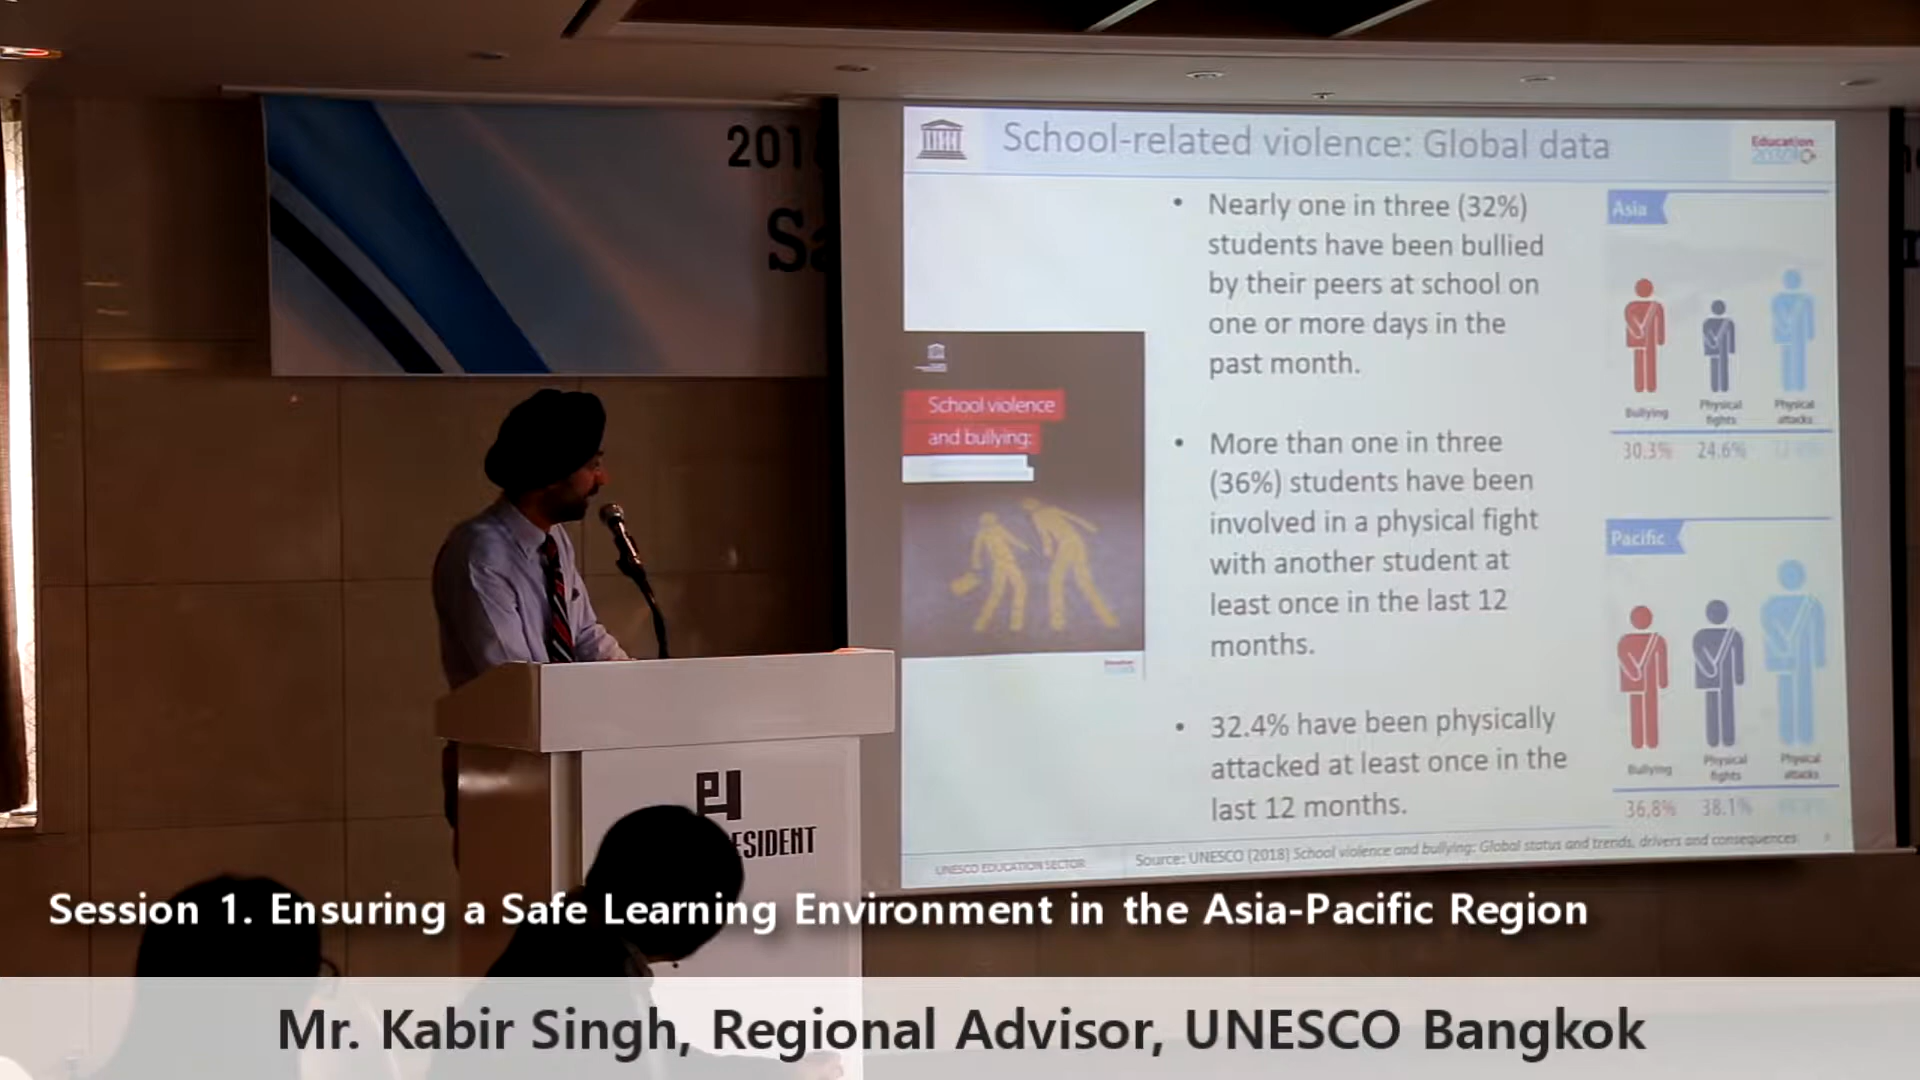 201
Sa
UNESCO
School-related violence: Global data
Education
2030
• Nearly one in three (32%)
students have been bullied
by their peers at school on
one or more days in the
past month.
• More than one in three
(36%) students have been
involved in a physical fight
with another student at
least once in the last 12
months.
• 32.4% have been physically
attacked at least once in the
last 12 months.
School violence
and bullying:
Asia
Bullying
Physical
fights
Physical
attacks
30.3%
24.6%
Pacific
Bullying
Physical
fights
Physical
attacks
36.8%
38.1%
UNESCO EDUCATION SECTOR
Source: UNESCO (2018) School violence and bullying: Global status and trends, drivers and consequences
ESIDENT
Session 1. Ensuring a Safe Learning Environment in the Asia-Pacific Region
Mr. Kabir Singh, Regional Advisor, UNESCO Bangkok